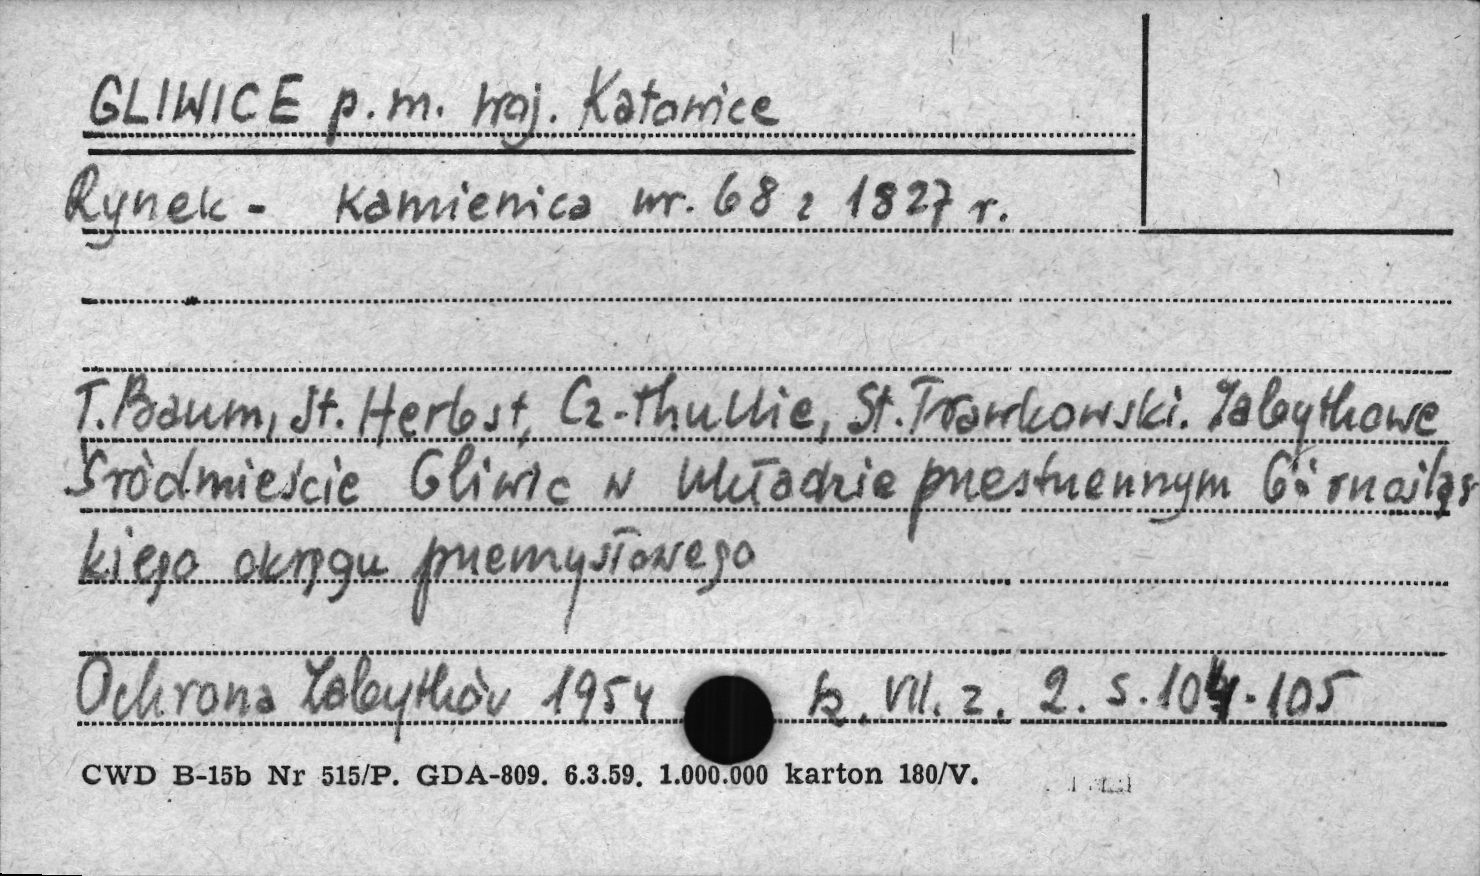 GLIWICE p.m. woj. Katowice
Rynek - Kamienica nr. 68 z 1827 r.
T. Baum, St. Herbst, Cz. Thullie, St. Trawkowski. Zabytkowe
Śródmieście Gliwic w układzie przestrzennym Górnośląs-
kiego okręgu przemysłowego
Ochrona Zabytków 1954 R. VII. z. 2. s. 104-105
CWD B-15b Nr 515/P. GDA-809. 6.3.59. 1.000.000 karton 180/V.